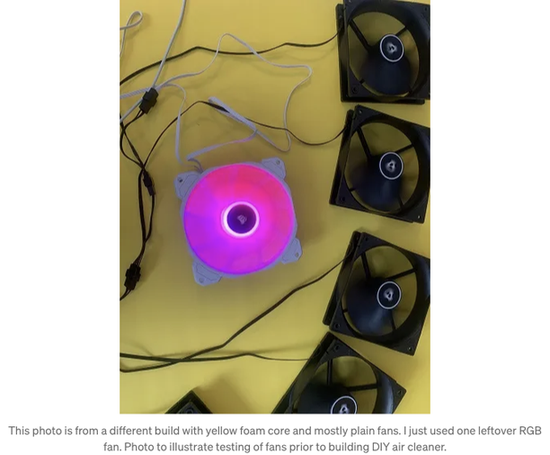 This photo is from a different build with yellow foam core and mostly plain fans. I just used one leftover RGB
fan. Photo to illustrate testing of fans prior to building DIY air cleaner.